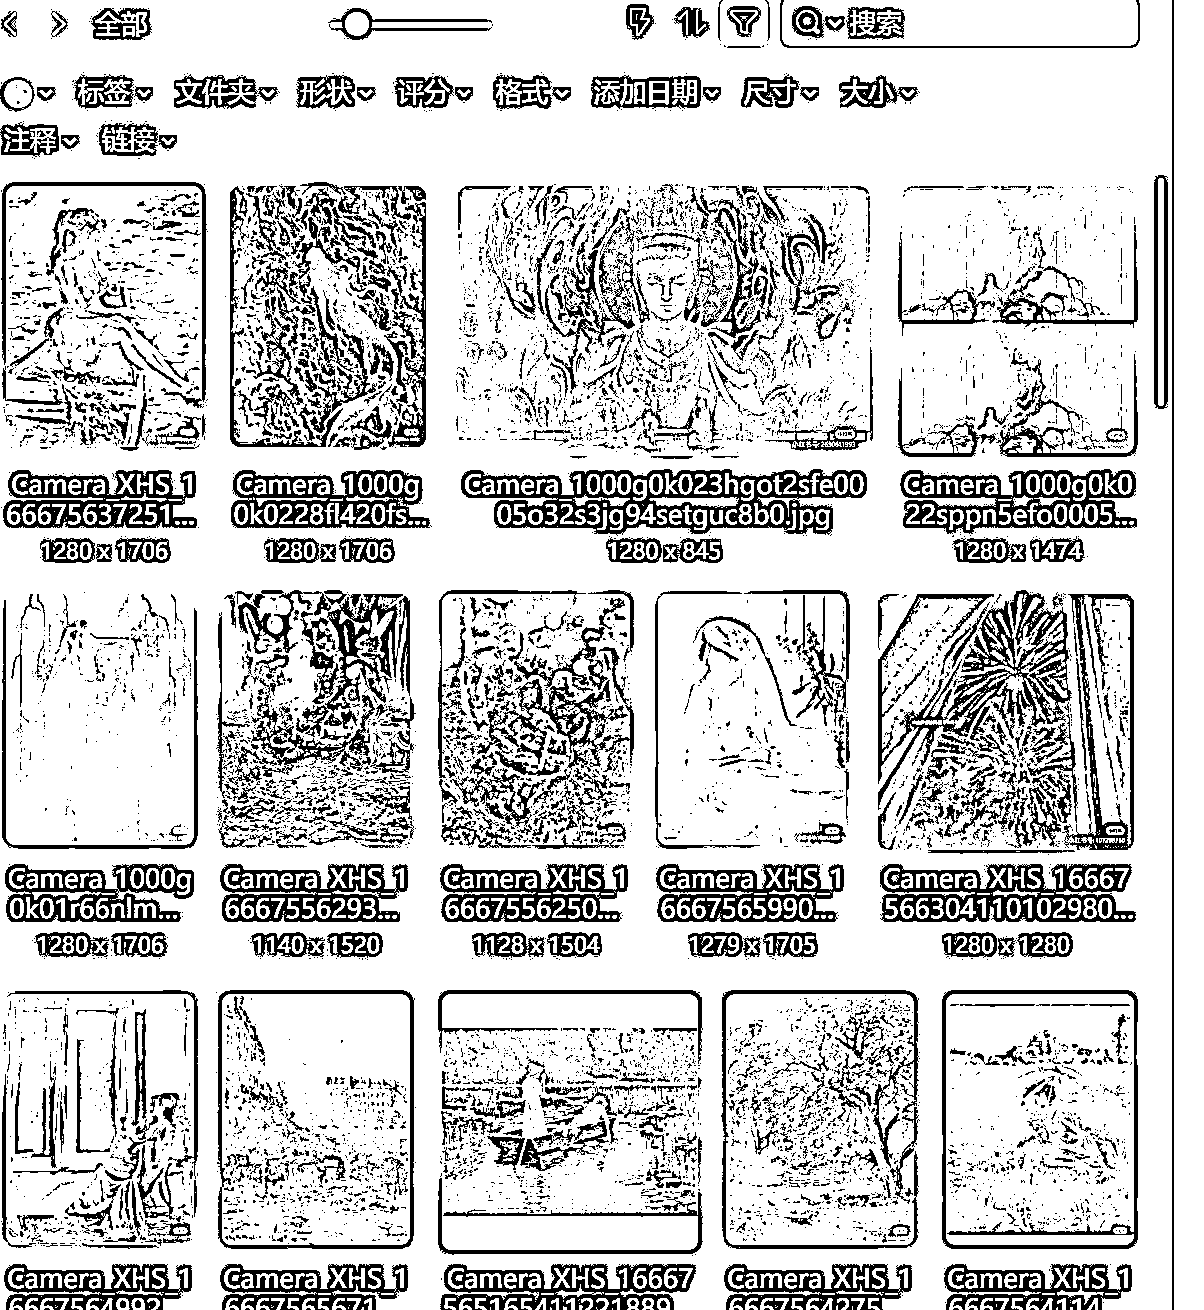 全部
搜索
标签 文件夹 形状 评分 格式 添加日期 尺寸 大小
注释 链接
Camera_XHS_1 Camera_1000g Camera_1000g0k023hgot2sfe00 Camera_1000g0k0
66675637251... 0k0228fl420fs... 05o32s3jg94setguc8b0.jpg 22sppn5efo0005...
1280 x 1706 1280 x 1706 1280 x 845 1280 x 1474
Camera_1000g Camera_XHS_1 Camera_XHS_1 Camera_XHS_1 Camera_XHS_16667
0k01r66nlm... 6667556293... 6667556250... 6667565990... 566304110102980...
1280 x 1706 1140 x 1520 1128 x 1504 1279 x 1705 1280 x 1280
Camera_XHS_1 Camera_XHS_1 Camera_XHS_16667 Camera_XHS_1 Camera_XHS_1